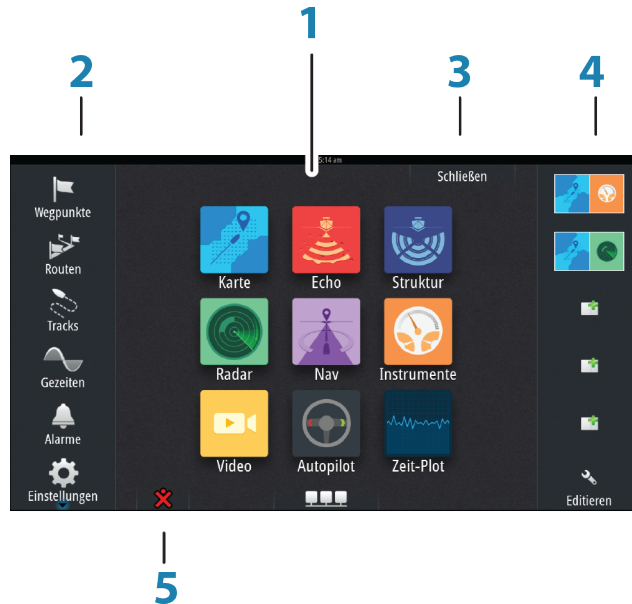 1
2
3
4
5:14 am
Schließen
Wegpunkte
Routen
Tracks
Gezeiten
Alarme
Einstellungen
Karte Echo Struktur
Radar Nav Instrumente
Video Autopilot Zeit-Plot
Editieren
5